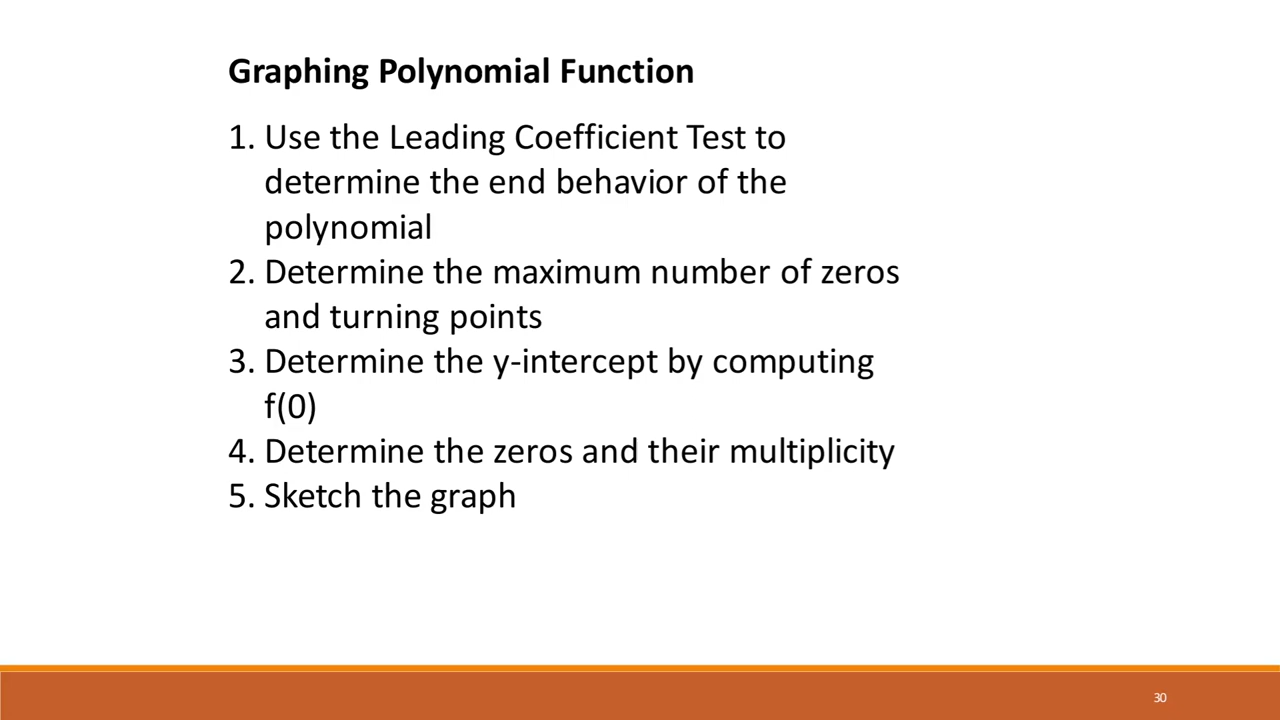 Graphing Polynomial Function
1. Use the Leading Coefficient Test to
determine the end behavior of the
polynomial
2. Determine the maximum number of zeros
and turning points
3. Determine the y-intercept by computing
f(0)
4. Determine the zeros and their multiplicity
5. Sketch the graph
30